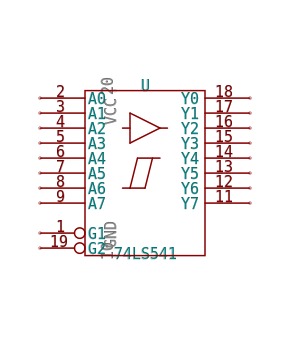 U
20
VCC
2 A0 Y0 18
3 A1 Y1 17
4 A2 Y2 16
5 A3 Y3 15
6 A4 Y4 14
7 A5 Y5 13
8 A6 Y6 12
9 A7 Y7 11
1 G1
19 G2
GND
10
74LS541